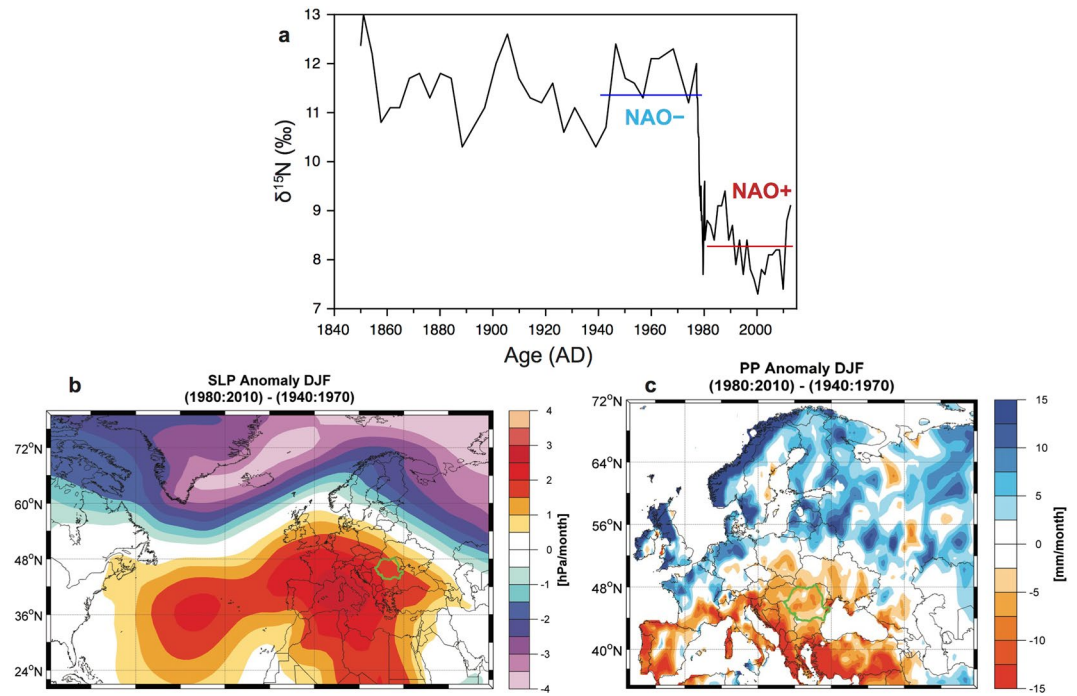 a
13
12
11
10
9
8
7
δ¹⁵N (‰)
NAO−
NAO+
1840 1860 1880 1900 1920 1940 1960 1980 2000
Age (AD)
b
SLP Anomaly DJF
(1980:2010) - (1940:1970)
72°N
60°N
48°N
36°N
24°N
4
3
2
1
0
-1
-2
-3
-4
[hPa/month]
c
PP Anomaly DJF
(1980:2010) - (1940:1970)
72°N
64°N
56°N
48°N
40°N
15
10
5
0
-5
-10
-15
[mm/month]